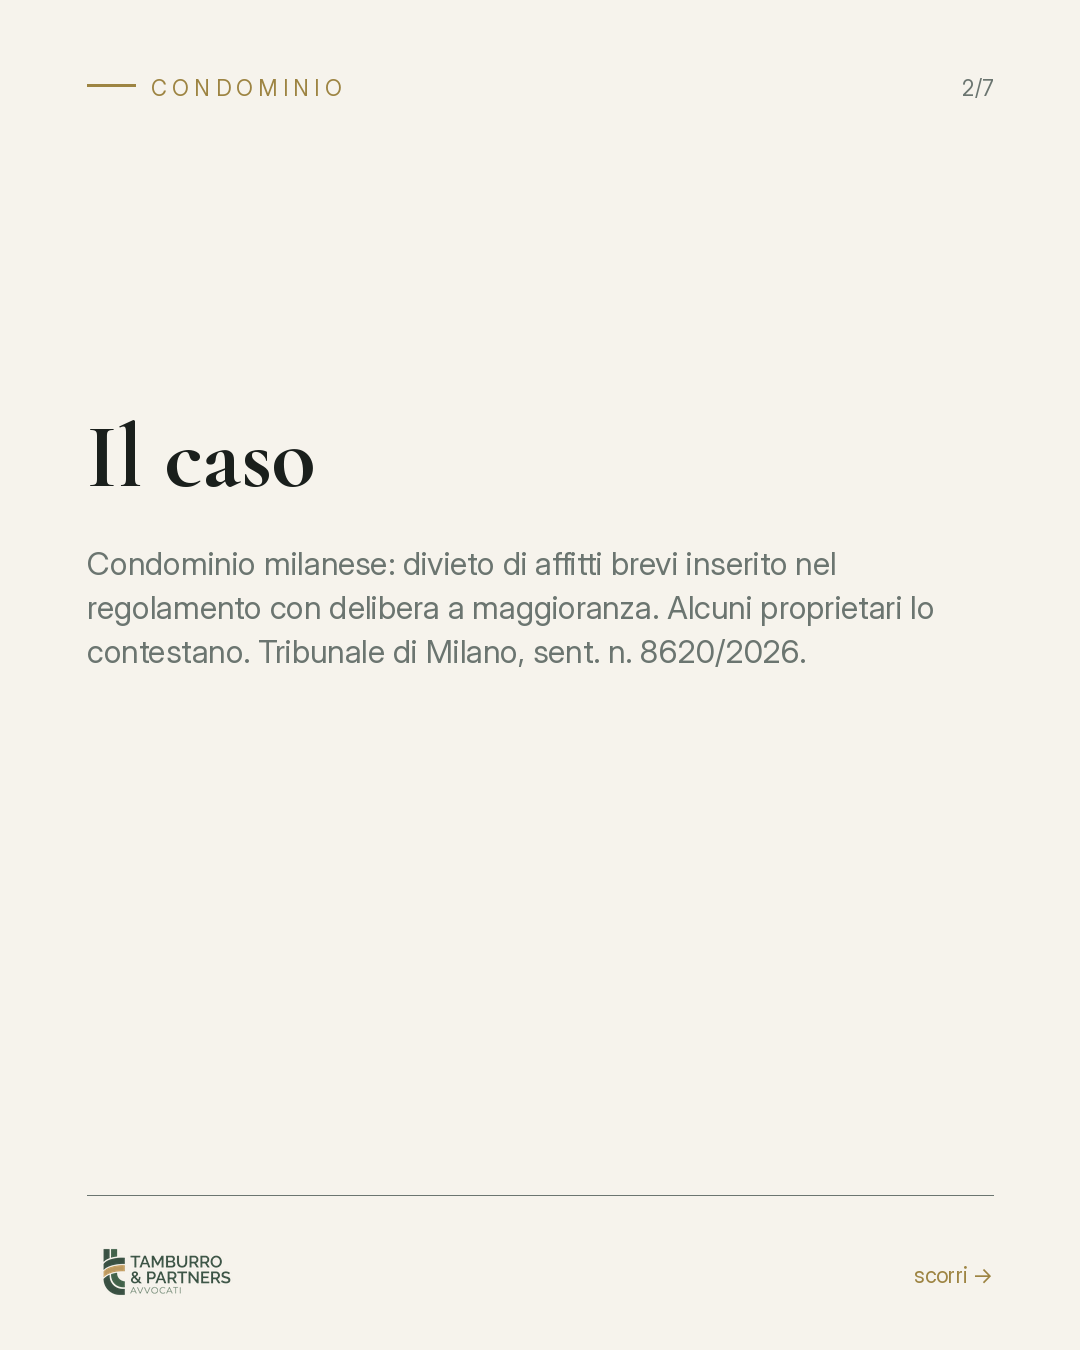 CONDOMINIO
2/7
Il caso
Condominio milanese: divieto di affitti brevi inserito nel
regolamento con delibera a maggioranza. Alcuni proprietari lo
contestano. Tribunale di Milano, sent. n. 8620/2026.
TAMBURRO
& PARTNERS
AVVOCATI
scorri →